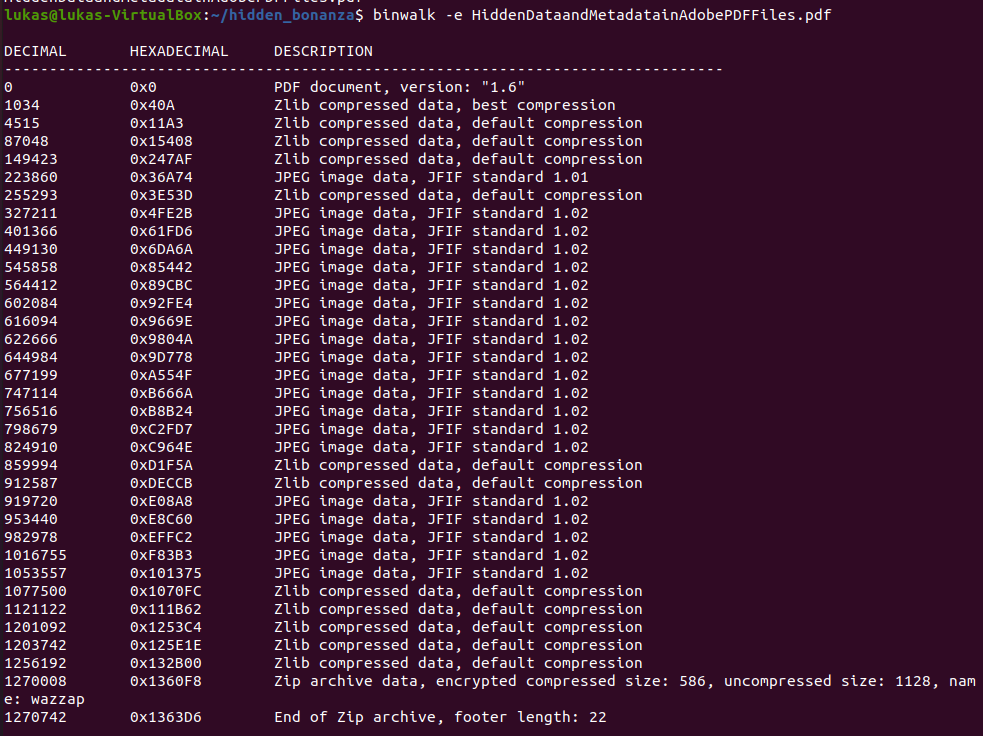 HiddenDataandMetadatainAdobePDFFiles.pdf
lukas@lukas-VirtualBox:~/hidden_bonanza$ binwalk -e HiddenDataandMetadatainAdobePDFFiles.pdf
DECIMAL HEXADECIMAL DESCRIPTION
--------------------------------------------------------------------------------
0 0x0 PDF document, version: "1.6"
1034 0x40A Zlib compressed data, best compression
4515 0x11A3 Zlib compressed data, default compression
87048 0x15408 Zlib compressed data, default compression
149423 0x247AF Zlib compressed data, default compression
223860 0x36A74 JPEG image data, JFIF standard 1.01
255293 0x3E53D Zlib compressed data, default compression
327211 0x4FE2B JPEG image data, JFIF standard 1.02
401366 0x61FD6 JPEG image data, JFIF standard 1.02
449130 0x6DA6A JPEG image data, JFIF standard 1.02
545858 0x85442 JPEG image data, JFIF standard 1.02
564412 0x89CBC JPEG image data, JFIF standard 1.02
602084 0x92FE4 JPEG image data, JFIF standard 1.02
616094 0x9669E JPEG image data, JFIF standard 1.02
622666 0x9804A JPEG image data, JFIF standard 1.02
644984 0x9D778 JPEG image data, JFIF standard 1.02
677199 0xA554F JPEG image data, JFIF standard 1.02
747114 0xB666A JPEG image data, JFIF standard 1.02
756516 0xB8B24 JPEG image data, JFIF standard 1.02
798679 0xC2FD7 JPEG image data, JFIF standard 1.02
824910 0xC964E JPEG image data, JFIF standard 1.02
859994 0xD1F5A Zlib compressed data, default compression
912587 0xDECCB Zlib compressed data, default compression
919720 0xE08A8 JPEG image data, JFIF standard 1.02
953440 0xE8C60 JPEG image data, JFIF standard 1.02
982978 0xEFFC2 JPEG image data, JFIF standard 1.02
1016755 0xF83B3 JPEG image data, JFIF standard 1.02
1053557 0x101375 JPEG image data, JFIF standard 1.02
1077500 0x1070FC Zlib compressed data, default compression
1121122 0x111B62 Zlib compressed data, default compression
1201092 0x1253C4 Zlib compressed data, default compression
1203742 0x125E1E Zlib compressed data, default compression
1256192 0x132B00 Zlib compressed data, default compression
1270008 0x1360F8 Zip archive data, encrypted compressed size: 586, uncompressed size: 1128, nam
e: wazzap
1270742 0x1363D6 End of Zip archive, footer length: 22